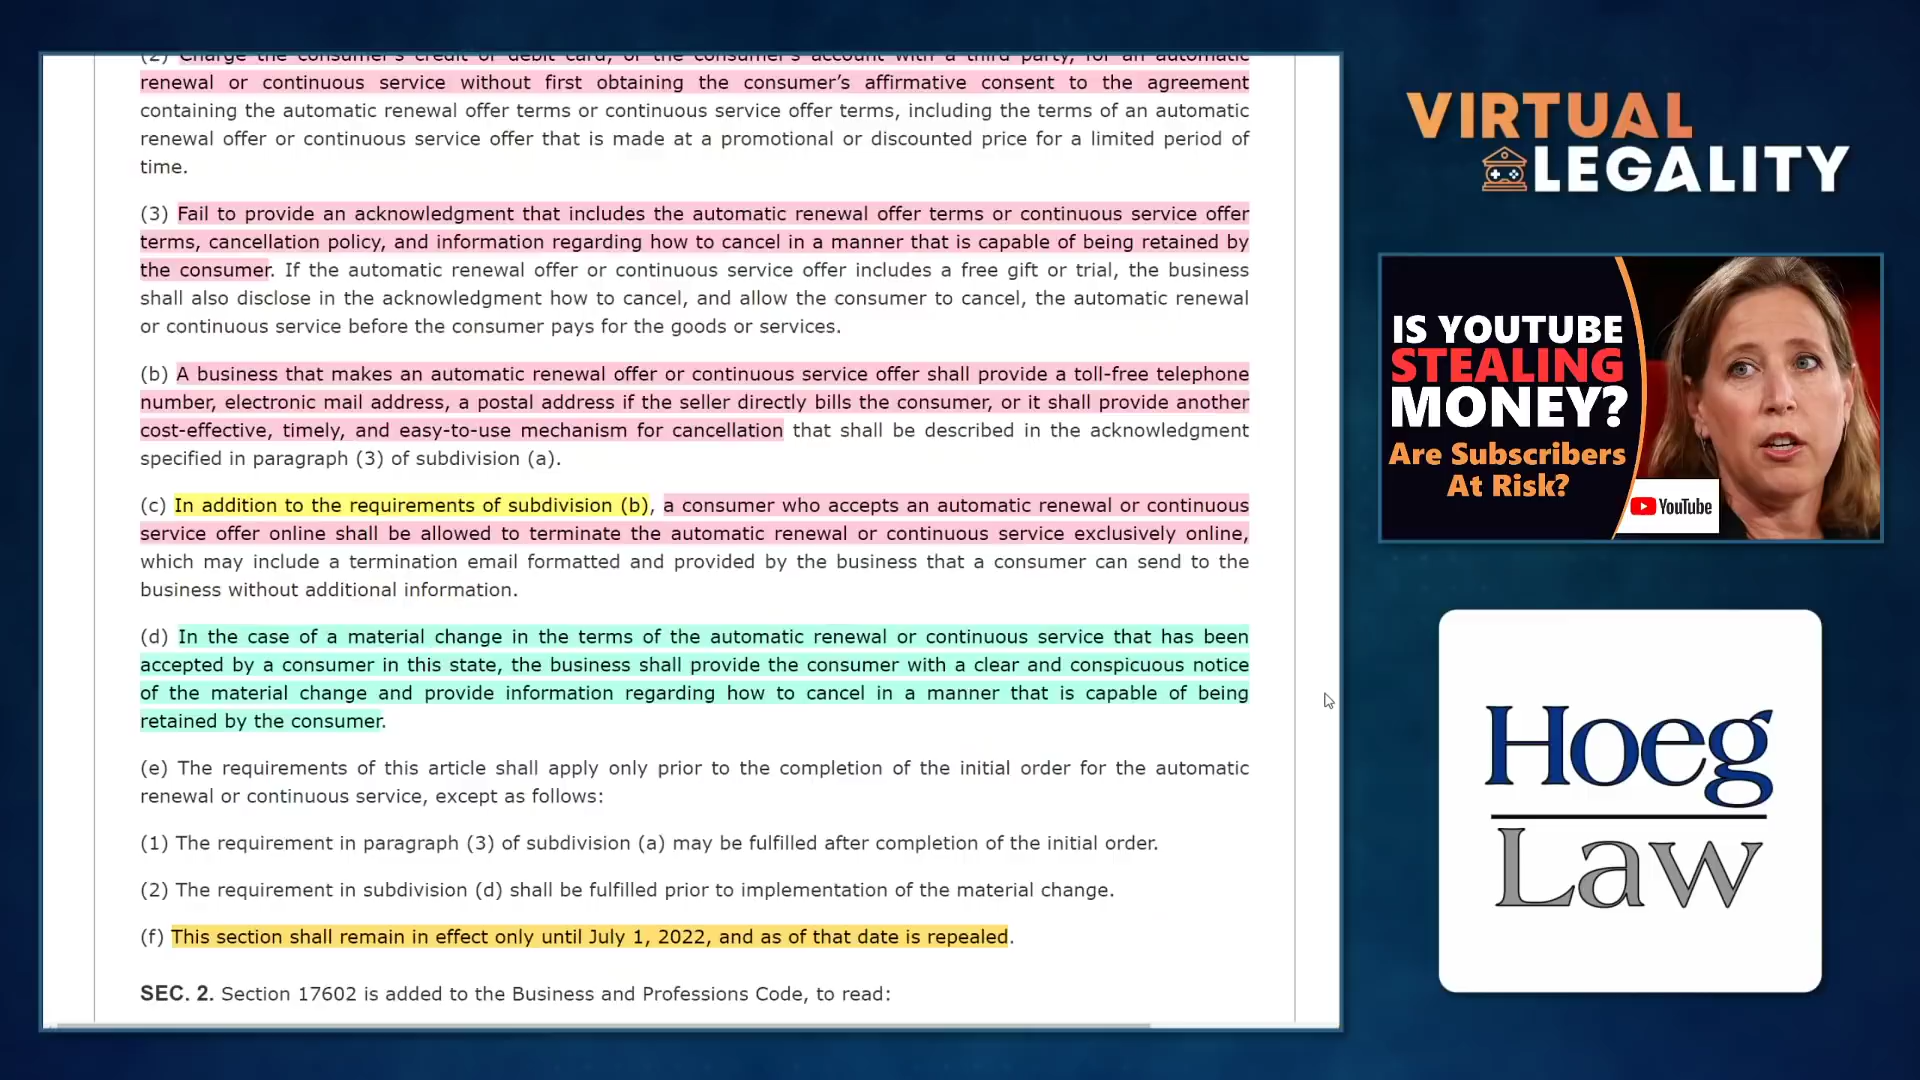 (2) Charge the consumer's credit or debit card, or the consumer's account with a third party, for an automatic
renewal or continuous service without first obtaining the consumer's affirmative consent to the agreement
containing the automatic renewal offer terms or continuous service offer terms, including the terms of an automatic
renewal offer or continuous service offer that is made at a promotional or discounted price for a limited period of
time.
(3) Fail to provide an acknowledgment that includes the automatic renewal offer terms or continuous service offer
terms, cancellation policy, and information regarding how to cancel in a manner that is capable of being retained by
the consumer. If the automatic renewal offer or continuous service offer includes a free gift or trial, the business
shall also disclose in the acknowledgment how to cancel, and allow the consumer to cancel, the automatic renewal
or continuous service before the consumer pays for the goods or services.
(b) A business that makes an automatic renewal offer or continuous service offer shall provide a toll-free telephone
number, electronic mail address, a postal address if the seller directly bills the consumer, or it shall provide another
cost-effective, timely, and easy-to-use mechanism for cancellation that shall be described in the acknowledgment
specified in paragraph (3) of subdivision (a).
(c) In addition to the requirements of subdivision (b), a consumer who accepts an automatic renewal or continuous
service offer online shall be allowed to terminate the automatic renewal or continuous service exclusively online,
which may include a termination email formatted and provided by the business that a consumer can send to the
business without additional information.
(d) In the case of a material change in the terms of the automatic renewal or continuous service that has been
accepted by a consumer in this state, the business shall provide the consumer with a clear and conspicuous notice
of the material change and provide information regarding how to cancel in a manner that is capable of being
retained by the consumer.
(e) The requirements of this article shall apply only prior to the completion of the initial order for the automatic
renewal or continuous service, except as follows:
(1) The requirement in paragraph (3) of subdivision (a) may be fulfilled after completion of the initial order.
(2) The requirement in subdivision (d) shall be fulfilled prior to implementation of the material change.
(f) This section shall remain in effect only until July 1, 2022, and as of that date is repealed.
SEC. 2. Section 17602 is added to the Business and Professions Code, to read:
VIRTUAL
LEGALITY
IS YOUTUBE
STEALING
MONEY?
Are Subscribers
At Risk?
YouTube
Hoeg
Law